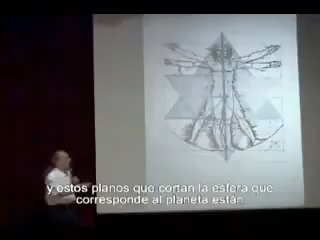 y estos planos que cortan la esfera que
corresponde al planeta están